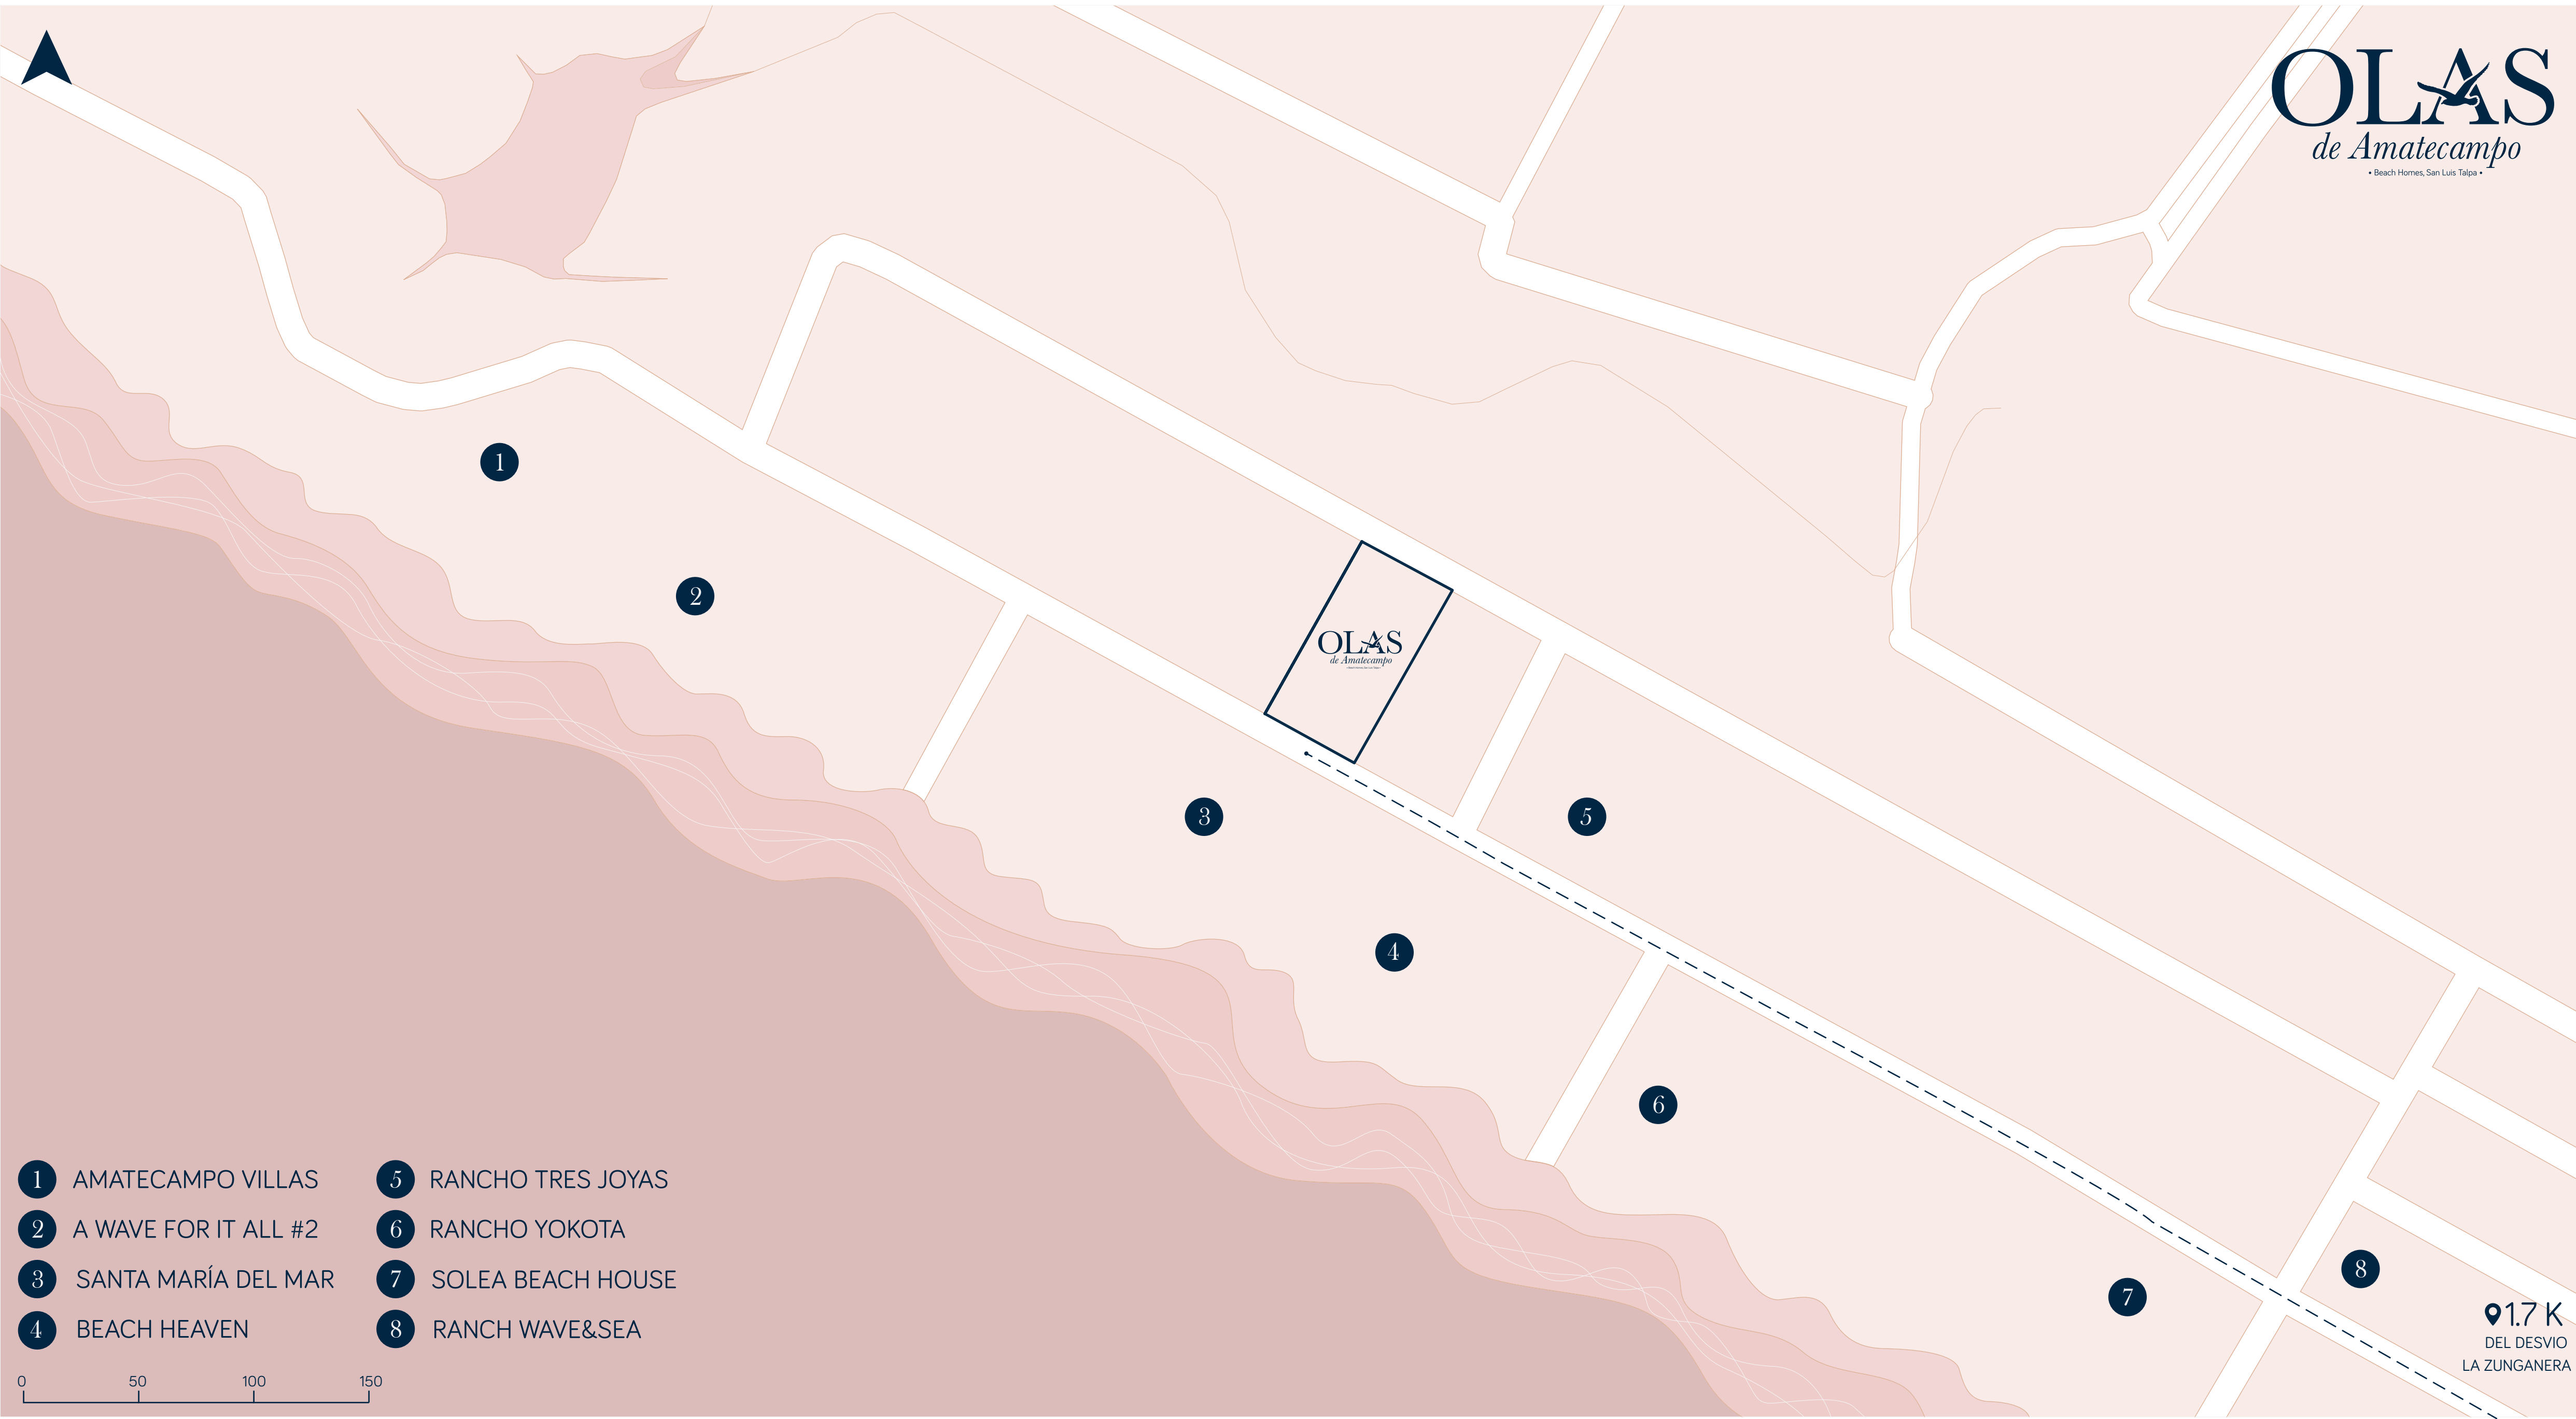 OLAS
de Amatecampo
• Beach Homes, San Luis Talpa •
1
2
OLAS
de Amatecampo
3
5
4
6
7
8
1.7 K
DEL DESVIO
LA ZUNGANERA
1 AMATECAMPO VILLAS
2 A WAVE FOR IT ALL #2
3 SANTA MARÍA DEL MAR
4 BEACH HEAVEN
5 RANCHO TRES JOYAS
6 RANCHO YOKOTA
7 SOLEA BEACH HOUSE
8 RANCH WAVE&SEA
0 50 100 150